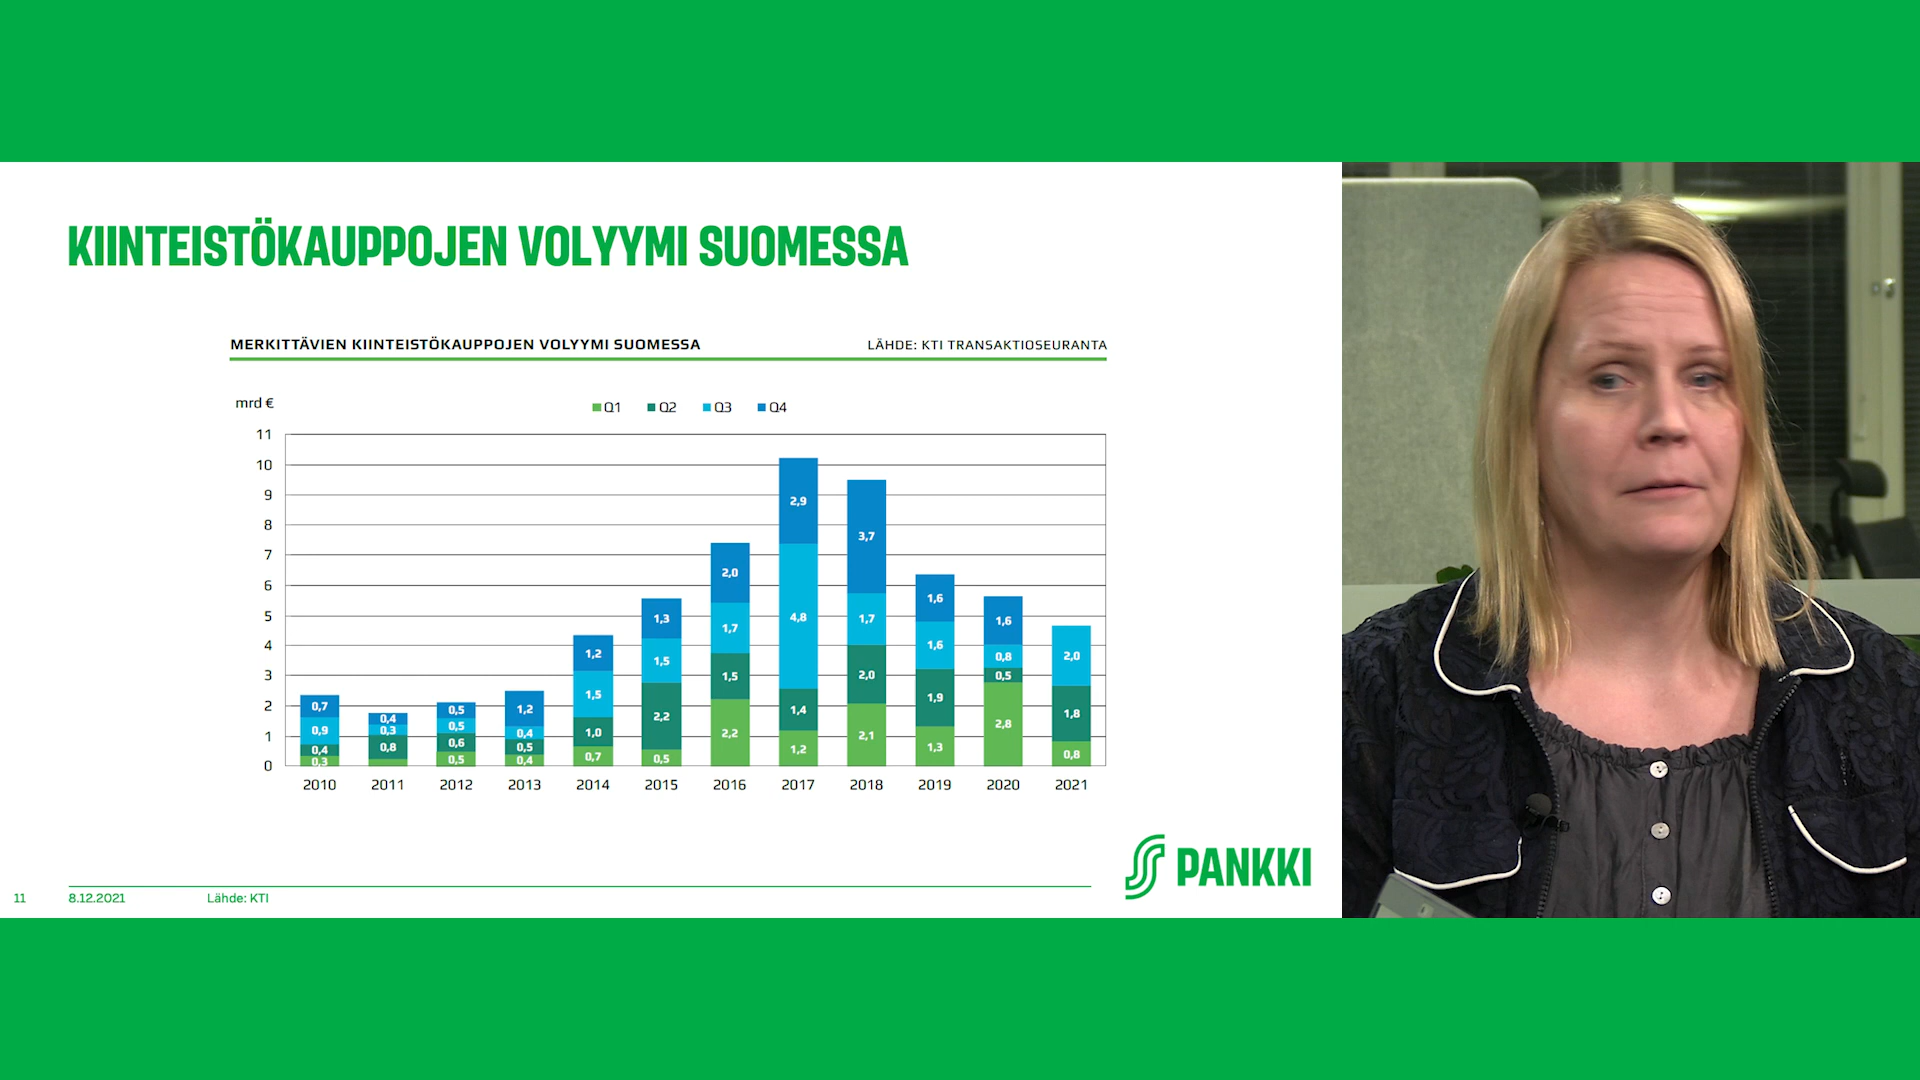 KIINTEISTÖKAUPPOJEN VOLYYMI SUOMESSA
MERKITTÄVIEN KIINTEISTÖKAUPPOJEN VOLYYMI SUOMESSA LÄHDE: KTI TRANSAKTIOSEURANTA
mrd €
Q1 Q2 Q3 Q4
11
10
9
8
7
6
5
4
3
2
1
0
0,7 0,9 0,4 0,3
0,4 0,3 0,8
0,5 0,5 0,6 0,5
1,2 0,4 0,5 0,4
1,2 1,5 1,0 0,7
1,3 1,5 2,2 0,5
2,0 1,7 1,5 2,2
2,9 4,8 1,4 1,2
3,7 1,7 2,0 2,1
1,6 1,6 1,9 1,3
1,6 0,8 0,5 2,8
2,0 1,8 0,8
2010 2011 2012 2013 2014 2015 2016 2017 2018 2019 2020 2021
PANKKI
11 8.12.2021 Lähde: KTI